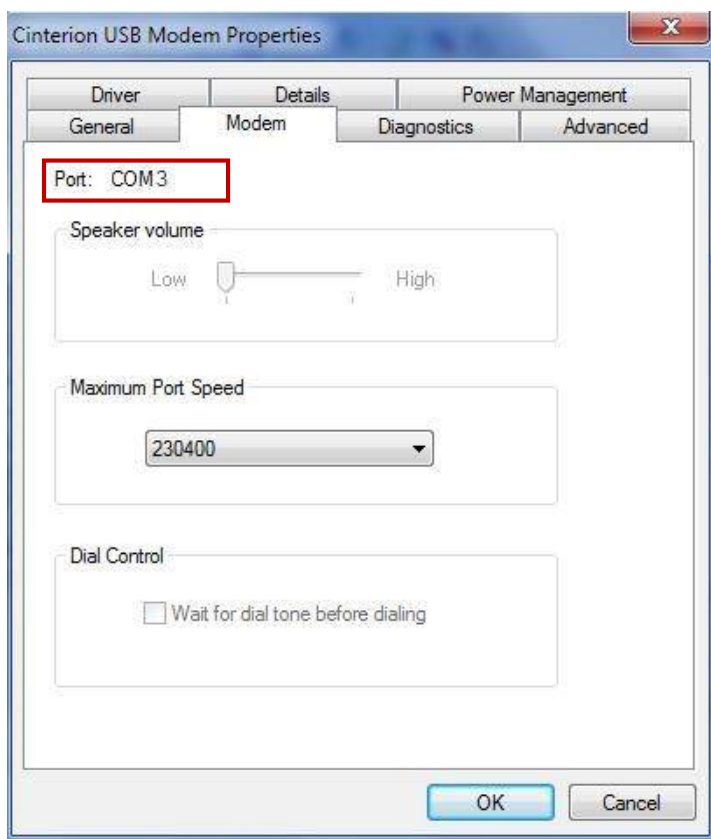 Cinterion USB Modem Properties
Driver Details Power Management
General Modem Diagnostics Advanced
Port: COM3
Speaker volume
Low High
Maximum Port Speed
230400
Dial Control
Wait for dial tone before dialing
OK Cancel